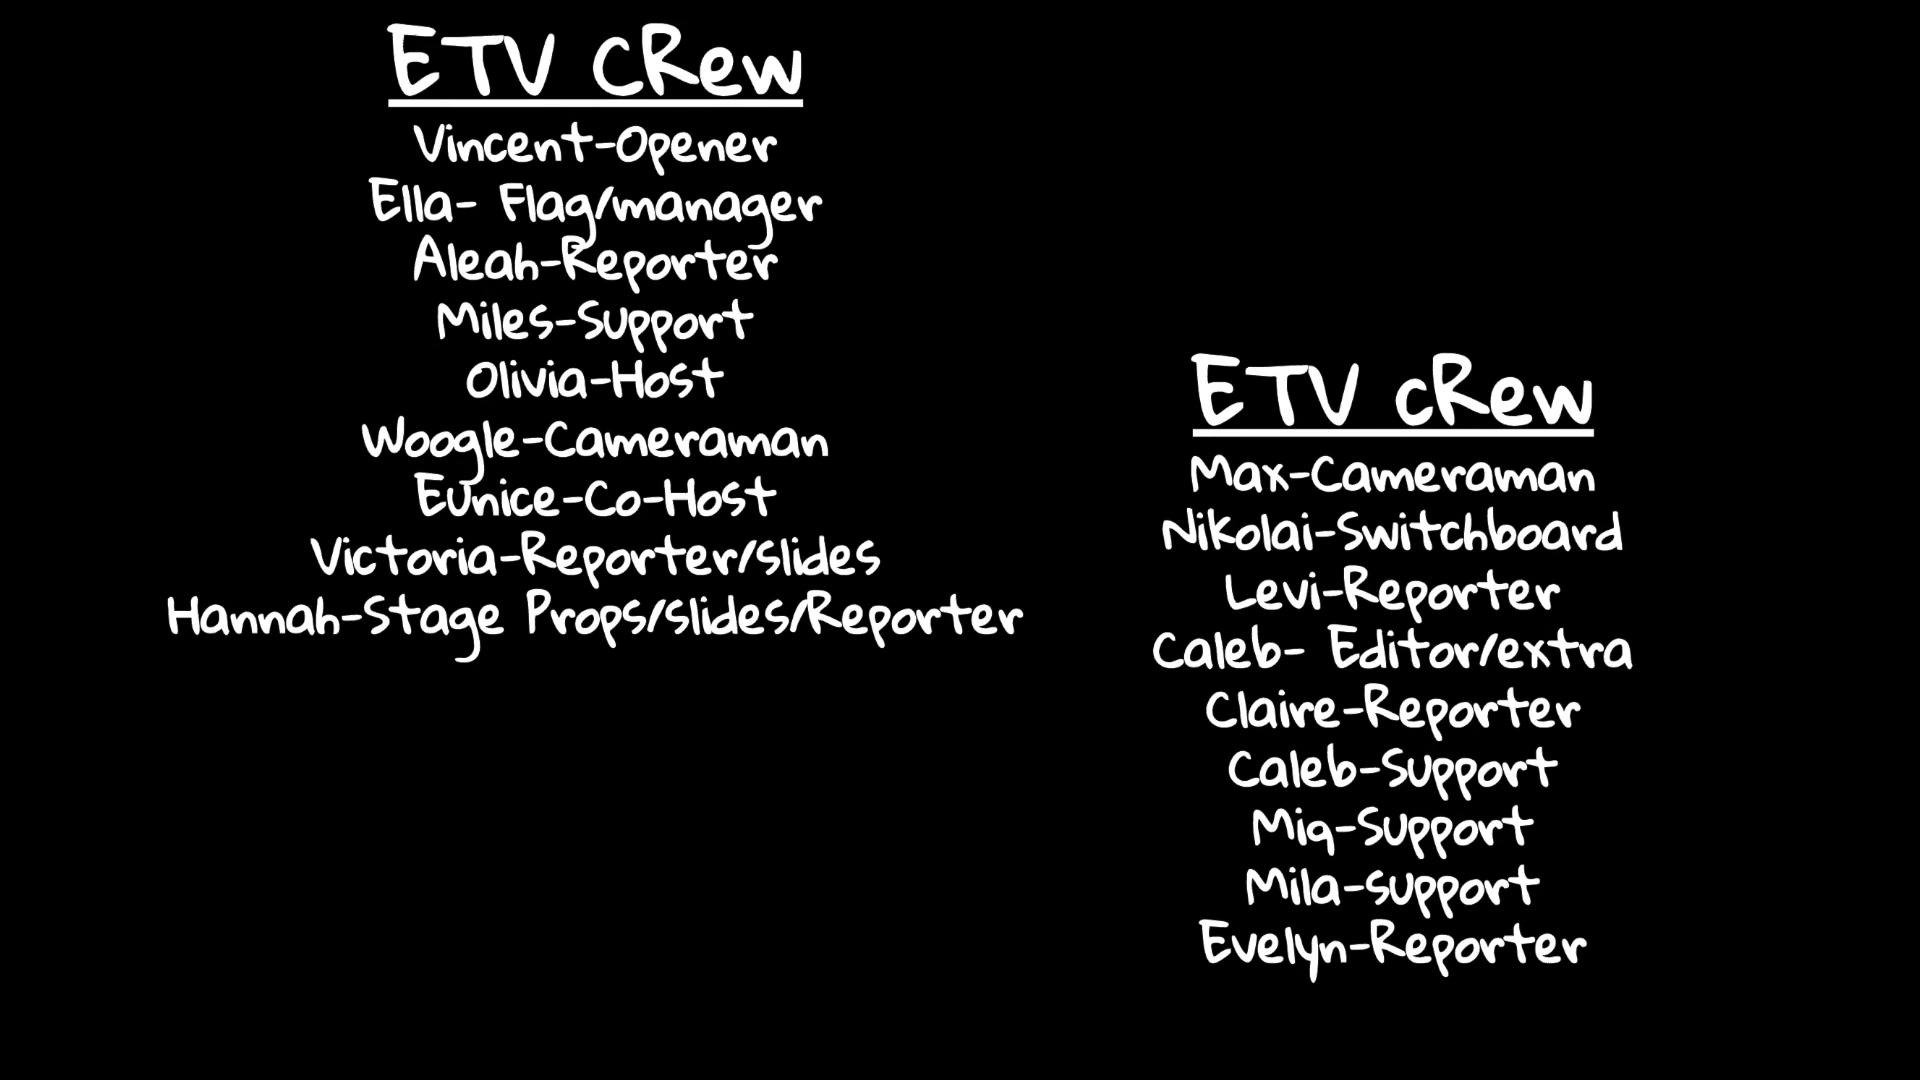 ETV CRew
Vincent-Opener
Ella- Flag/manager
Aleah-Reporter
Miles-Support
Olivia-Host
Woogle-Cameraman
Eunice-Co-Host
Victoria-Reporter/slides
Hannah-Stage Props/slides/Reporter
ETV cRew
Max-Cameraman
Nikolai-Switchboard
Levi-Reporter
Caleb- Editor/extra
Claire-Reporter
Caleb-Support
Miq-Support
Mila-support
Evelyn-Reporter